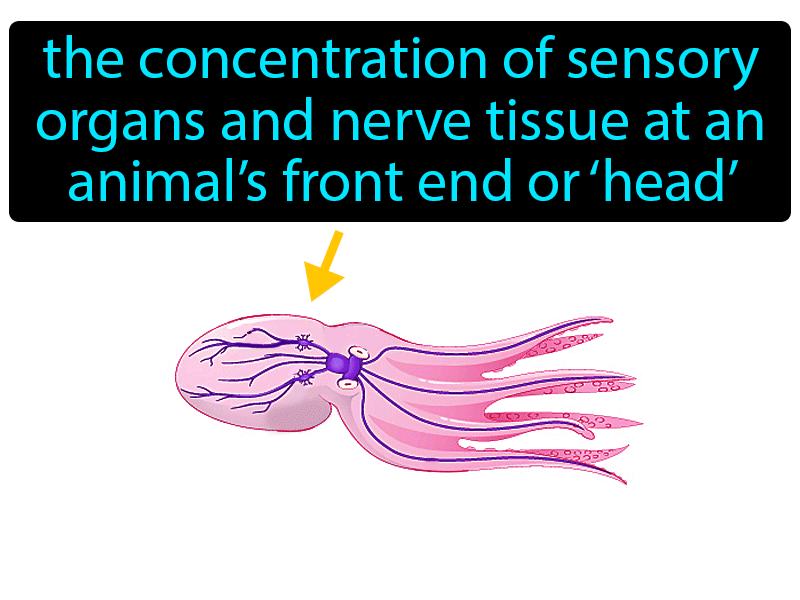 the concentration of sensory
organs and nerve tissue at an
animal’s front end or ‘head’